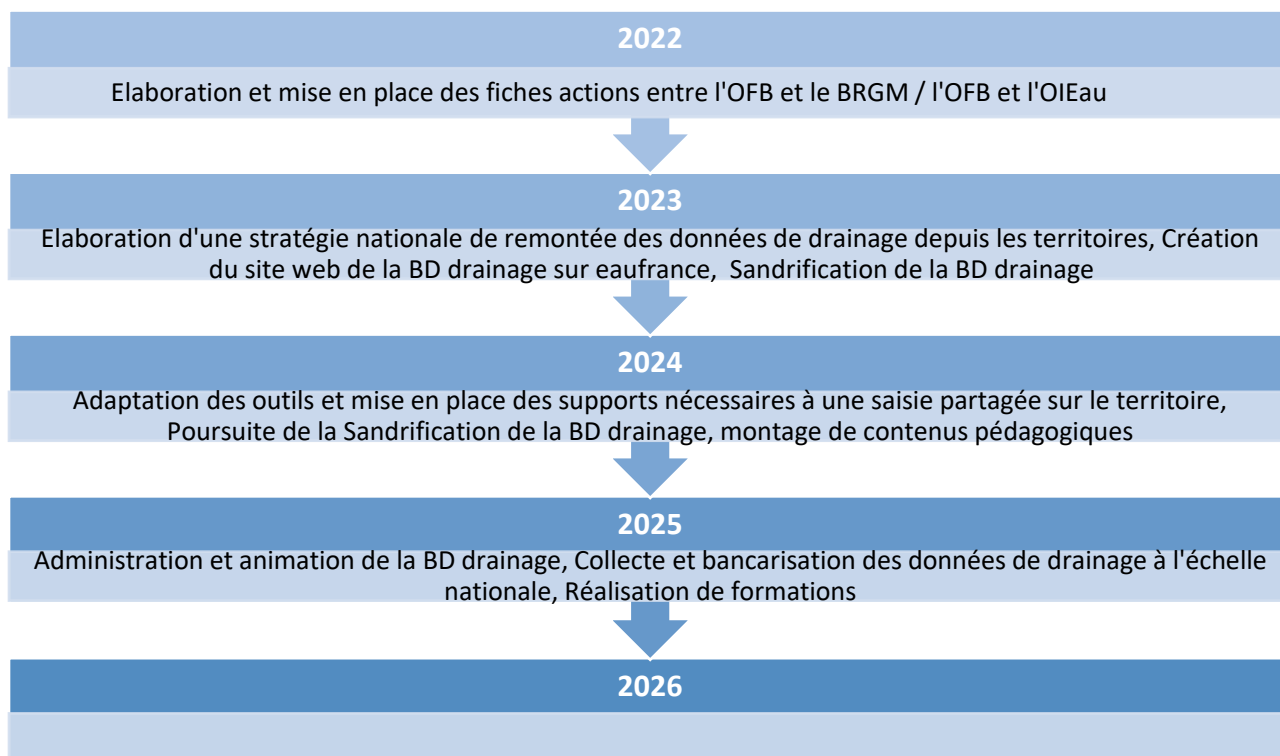 2022
Elaboration et mise en place des fiches actions entre l'OFB et le BRGM / l'OFB et l'OIEau
2023
Elaboration d'une stratégie nationale de remontée des données de drainage depuis les territoires, Création
du site web de la BD drainage sur eaufrance, Sandrification de la BD drainage
2024
Adaptation des outils et mise en place des supports nécessaires à une saisie partagée sur le territoire,
Poursuite de la Sandrification de la BD drainage, montage de contenus pédagogiques
2025
Administration et animation de la BD drainage, Collecte et bancarisation des données de drainage à l'échelle
nationale, Réalisation de formations
2026